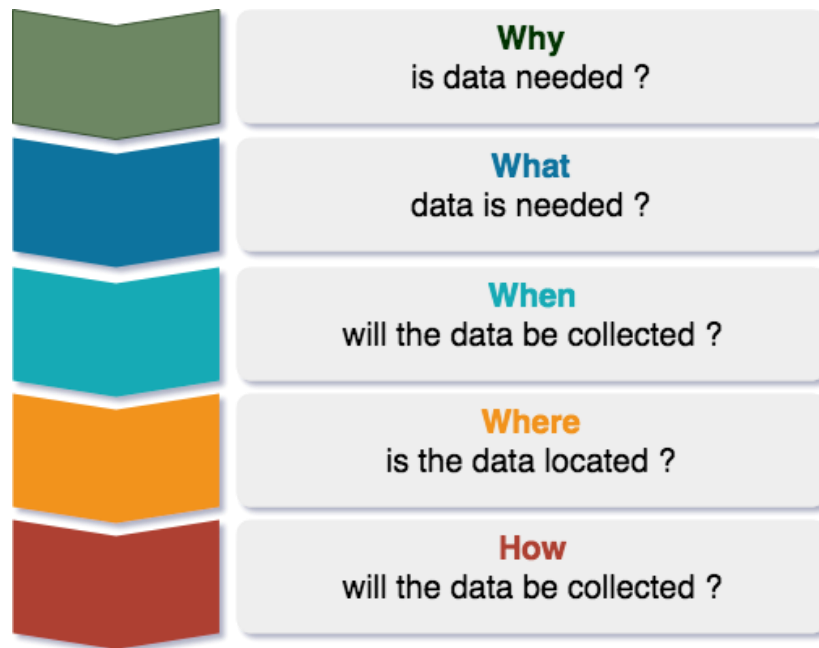 Why
is data needed ?
What
data is needed ?
When
will the data be collected ?
Where
is the data located ?
How
will the data be collected ?